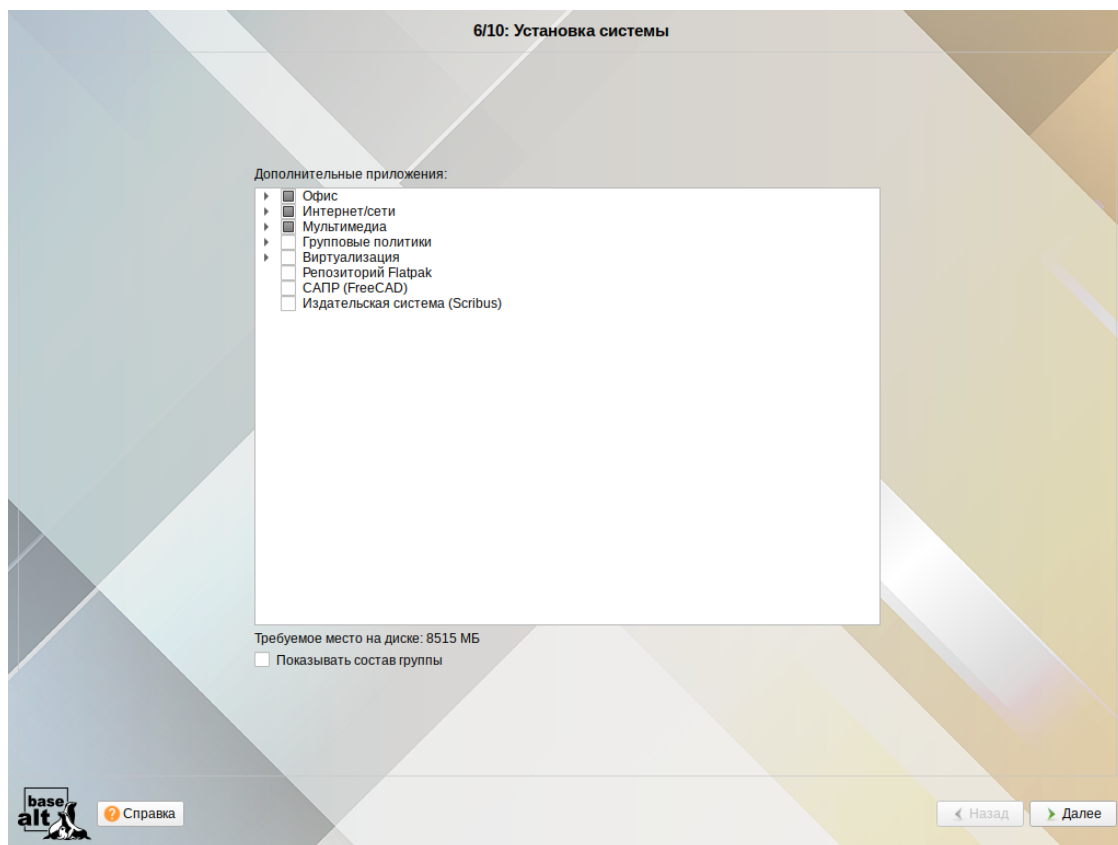 6/10: Установка системы
Дополнительные приложения:
Офис
Интернет/сети
Мультимедиа
Групповые политики
Виртуализация
Репозиторий Flatpak
САПР (FreeCAD)
Издательская система (Scribus)
Требуемое место на диске: 8515 МБ
Показывать состав группы
base
alt
Справка
Назад
Далее